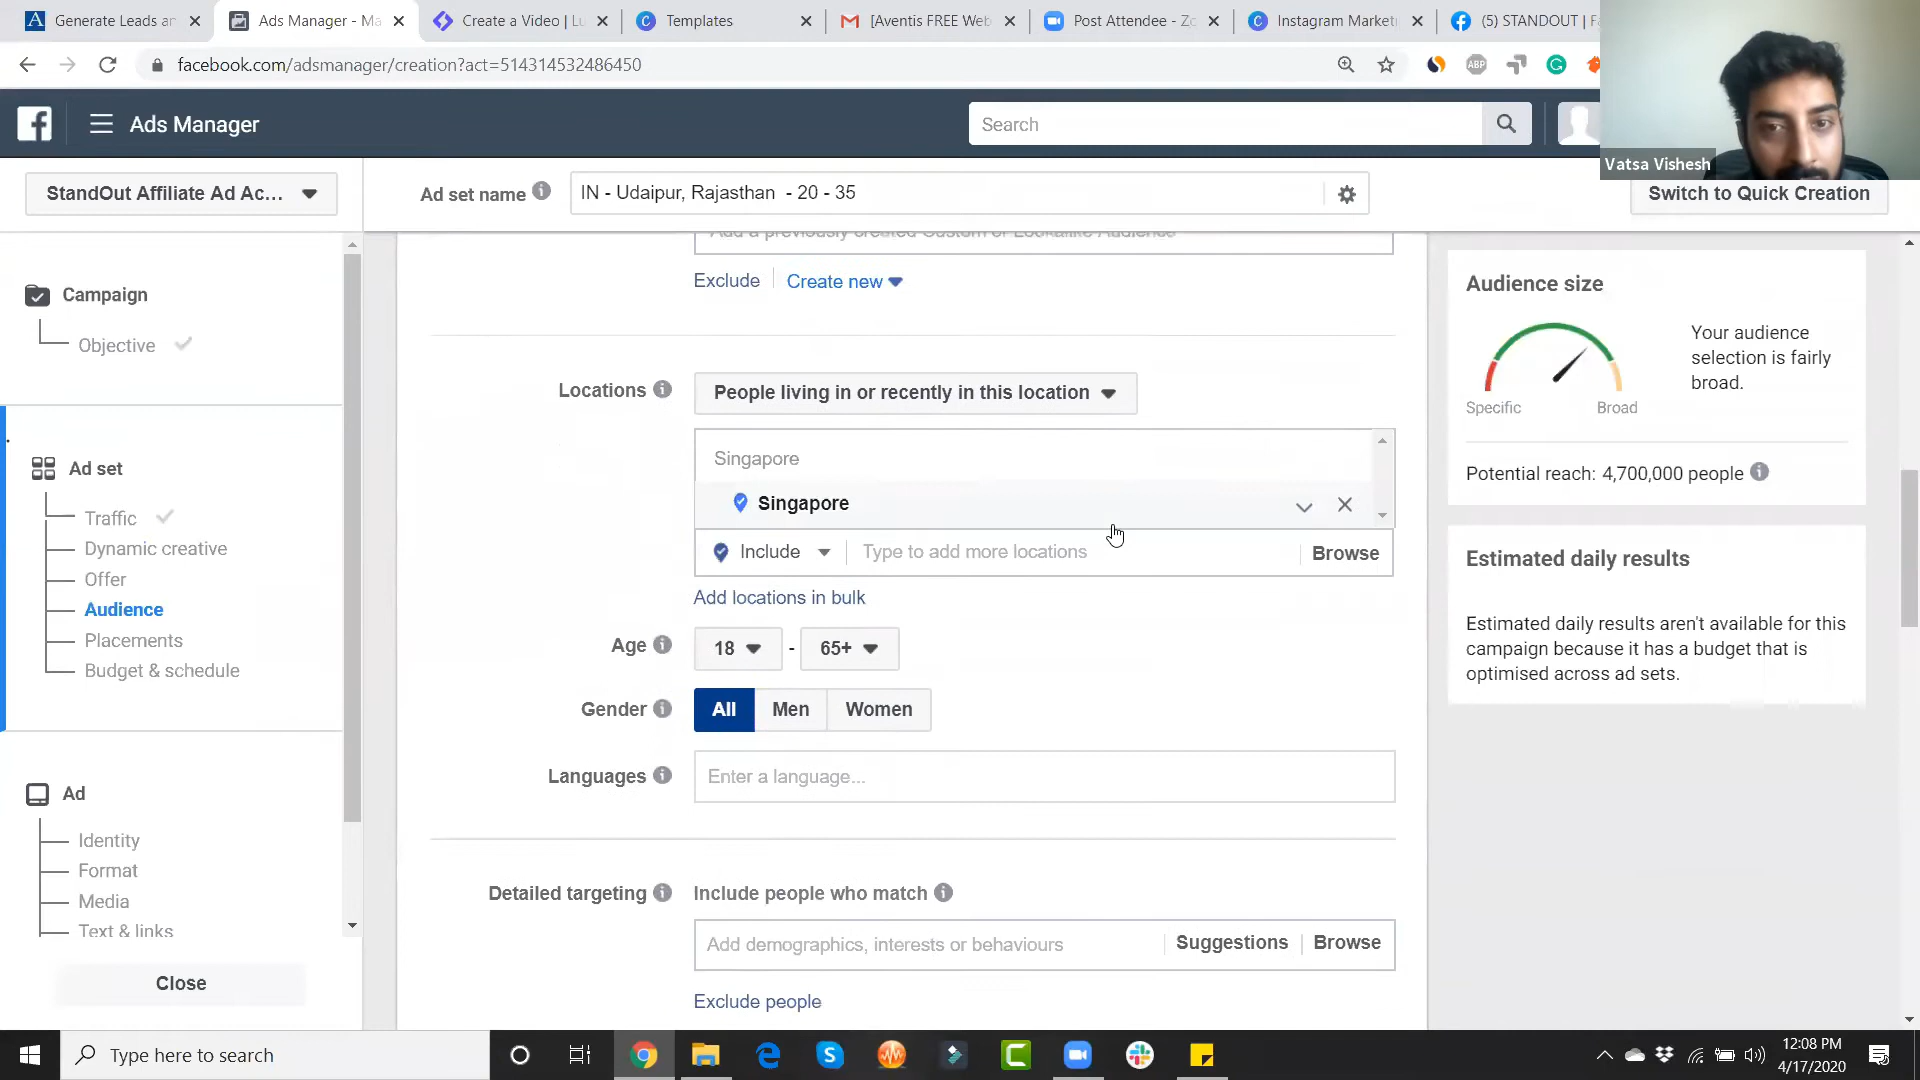 Generate Leads an
Ads Manager - Ma
Create a Video | Lu
Templates
[Aventis FREE Web
Post Attendee - Zo
Instagram Marketi
(5) STANDOUT | Fa
facebook.com/adsmanager/creation?act=514314532486450
ABP
Vatsa Vishesh
Ads Manager
Search
StandOut Affiliate Ad Ac...
Ad set name
IN - Udaipur, Rajasthan - 20 - 35
Switch to Quick Creation
Campaign
Objective
Ad set
Traffic
Dynamic creative
Offer
Audience
Placements
Budget & schedule
Ad
Identity
Format
Media
Text & links
Close
Add a previously created Custom or Lookalike Audience
Exclude
Create new
Locations
People living in or recently in this location
Singapore
Singapore
Include
Type to add more locations
Browse
Add locations in bulk
Age
18 - 65+
Gender
All Men Women
Languages
Enter a language...
Detailed targeting
Include people who match
Add demographics, interests or behaviours
Suggestions
Browse
Exclude people
Audience size
Specific
Broad
Your audience
selection is fairly
broad.
Potential reach: 4,700,000 people
Estimated daily results
Estimated daily results aren't available for this
campaign because it has a budget that is
optimised across ad sets.
Type here to search
12:08 PM
4/17/2020